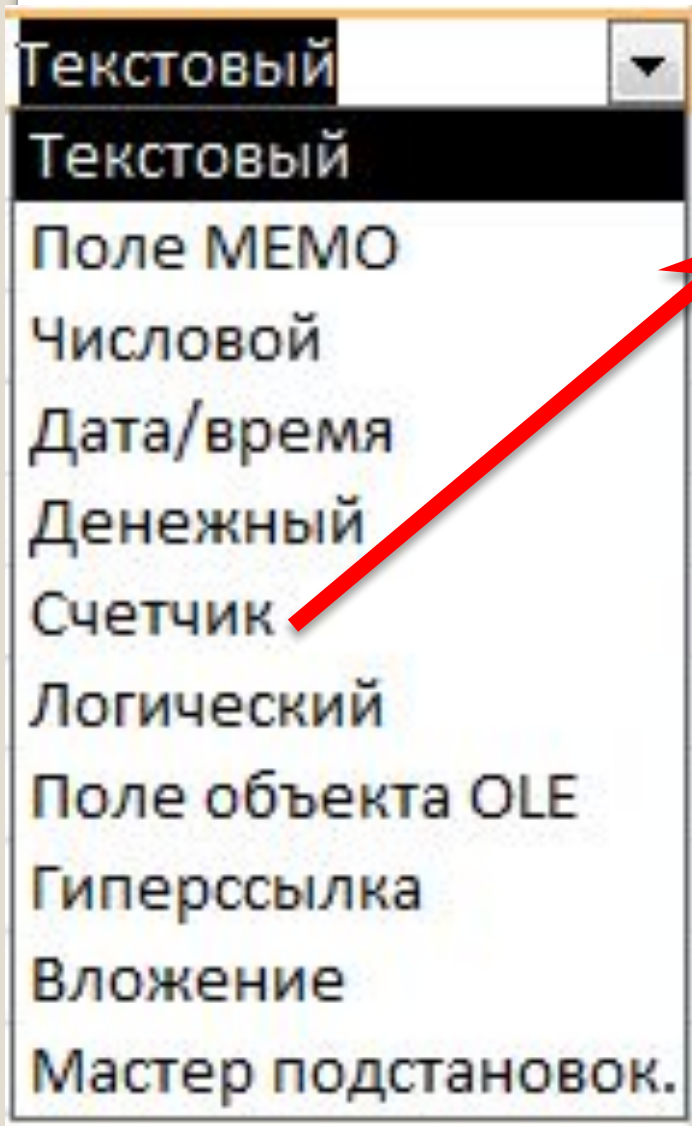 Текстовый
Текстовый
Поле МЕМО
Числовой
Дата/время
Денежный
Счетчик
Логический
Поле объекта OLE
Гиперссылка
Вложение
Мастер подстановок.